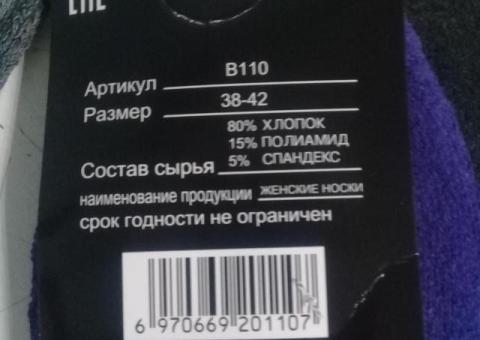 EAC
Артикул B110
Размер 38-42
80% ХЛОПОК
15% ПОЛИАМИД
Состав сырья 5% СПАНДЕКС
наименование продукции ЖЕНСКИЕ НОСКИ
срок годности не ограничен
6 970669 201107